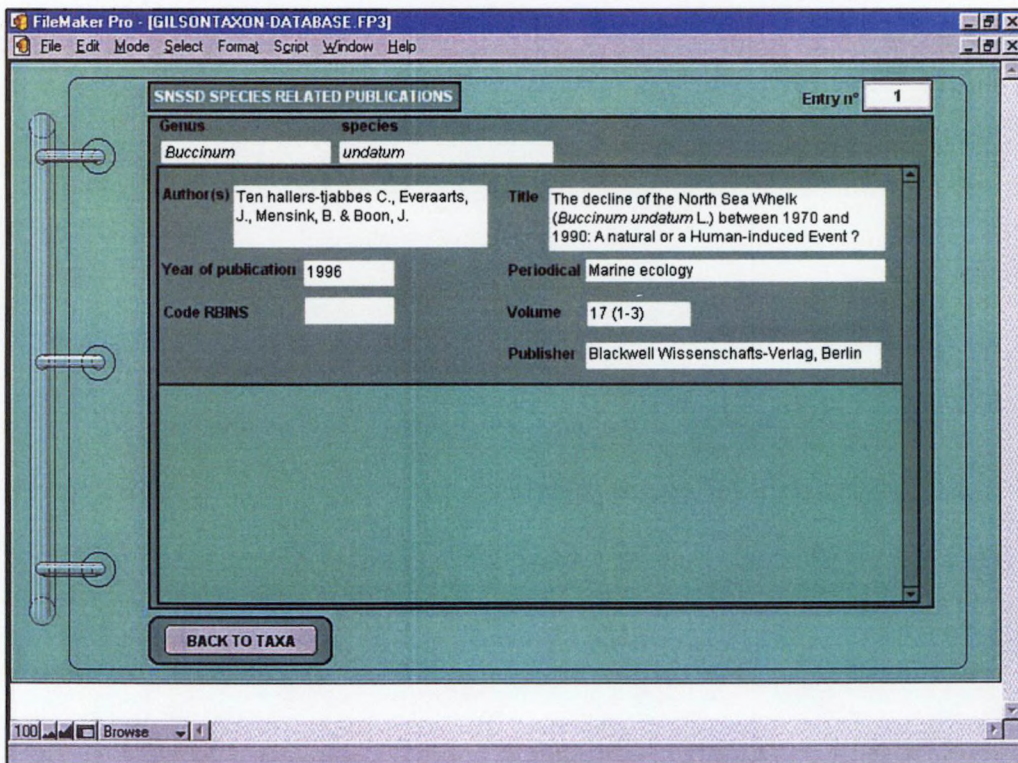 FileMaker Pro - [GILSONTAXON-DATABASE.FP3]
File Edit Mode Select Format Script Window Help
SNSSD SPECIES RELATED PUBLICATIONS
Entry n° 1
Genus species
Buccinum undatum
Author(s) Ten hallers-tjabbes C., Everaarts,
J., Mensink, B. & Boon, J.
Title The decline of the North Sea Whelk
(Buccinum undatum L.) between 1970 and
1990: A natural or a Human-induced Event ?
Year of publication 1996
Periodical Marine ecology
Code RBINS
Volume 17 (1-3)
Publisher Blackwell Wissenschafts-Verlag, Berlin
BACK TO TAXA
100 Browse